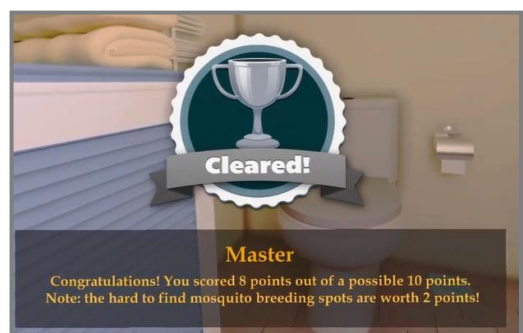 Cleared!
Master
Congratulations! You scored 8 points out of a possible 10 points.
Note: the hard to find mosquito breeding spots are worth 2 points!